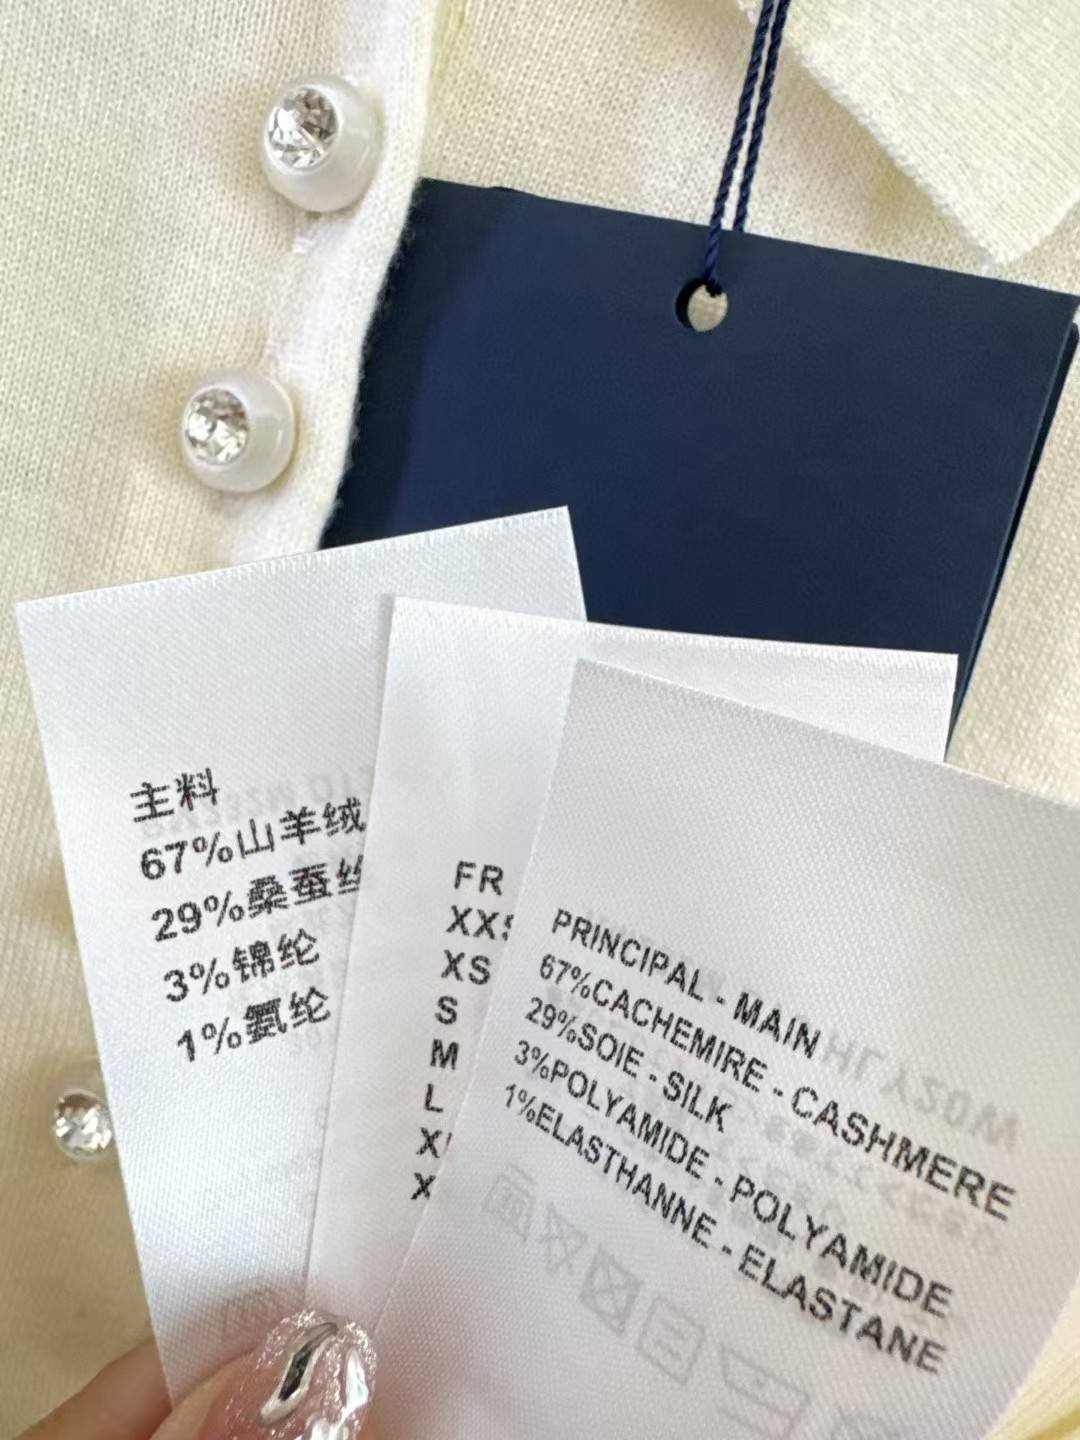 主料
67%山羊绒
29%桑蚕丝
3%锦纶
1%氨纶
FR
XXS
XS
S
M
L
PRINCIPAL - MAIN
67%CACHEMIRE - CASHMERE
29%SOIE - SILK
3%POLYAMIDE - POLYAMIDE
1%ELASTHANNE - ELASTANE